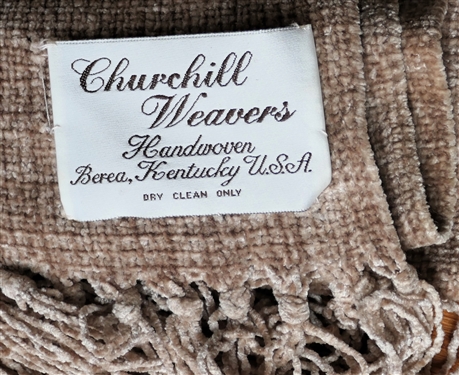 Churchill
Weavers
Handwoven
Berea, Kentucky U.S.A.
DRY CLEAN ONLY